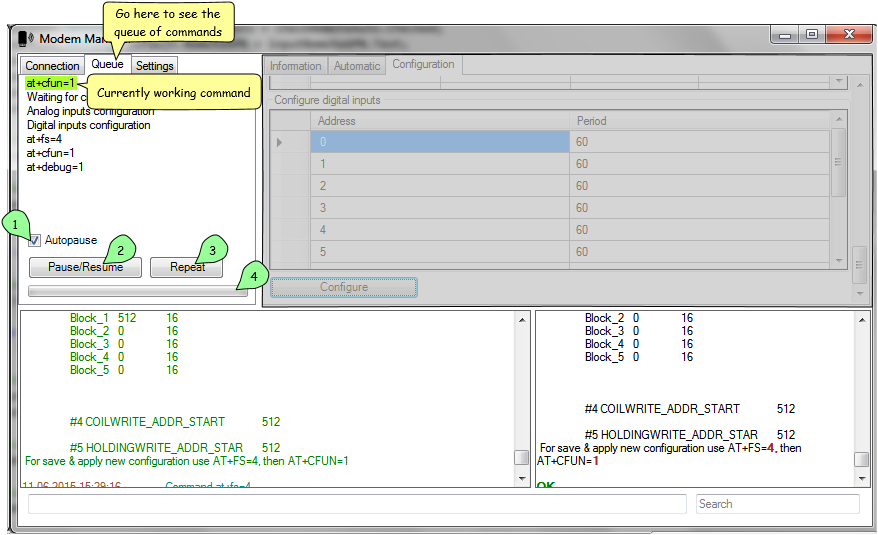 Go here to see the
queue of commands
Modem Ma
Connection Queue Settings
at+cfun=1
Currently working command
Waiting for c
Analog inputs configuration
Digital inputs configuration
at+fs=4
at+cfun=1
at+debug=1
1
Autopause
2
3
Pause/Resume Repeat
4
Information Automatic Configuration
Configure digital inputs
Address Period
0 60
1 60
2 60
3 60
4 60
5 60
Configure
Block_1 512 16
Block_2 0 16
Block_3 0 16
Block_4 0 16
Block_5 0 16
#4 COILWRITE_ADDR_START 512
#5 HOLDINGWRITE_ADDR_STAR 512
For save & apply new configuration use AT+FS=4, then AT+CFUN=1
11.06.2015 15:29:16 Command at+fs=4
Block_2 0 16
Block_3 0 16
Block_4 0 16
Block_5 0 16
#4 COILWRITE_ADDR_START 512
#5 HOLDINGWRITE_ADDR_STAR 512
For save & apply new configuration use AT+FS=4, then
AT+CFUN=1
OK
Search